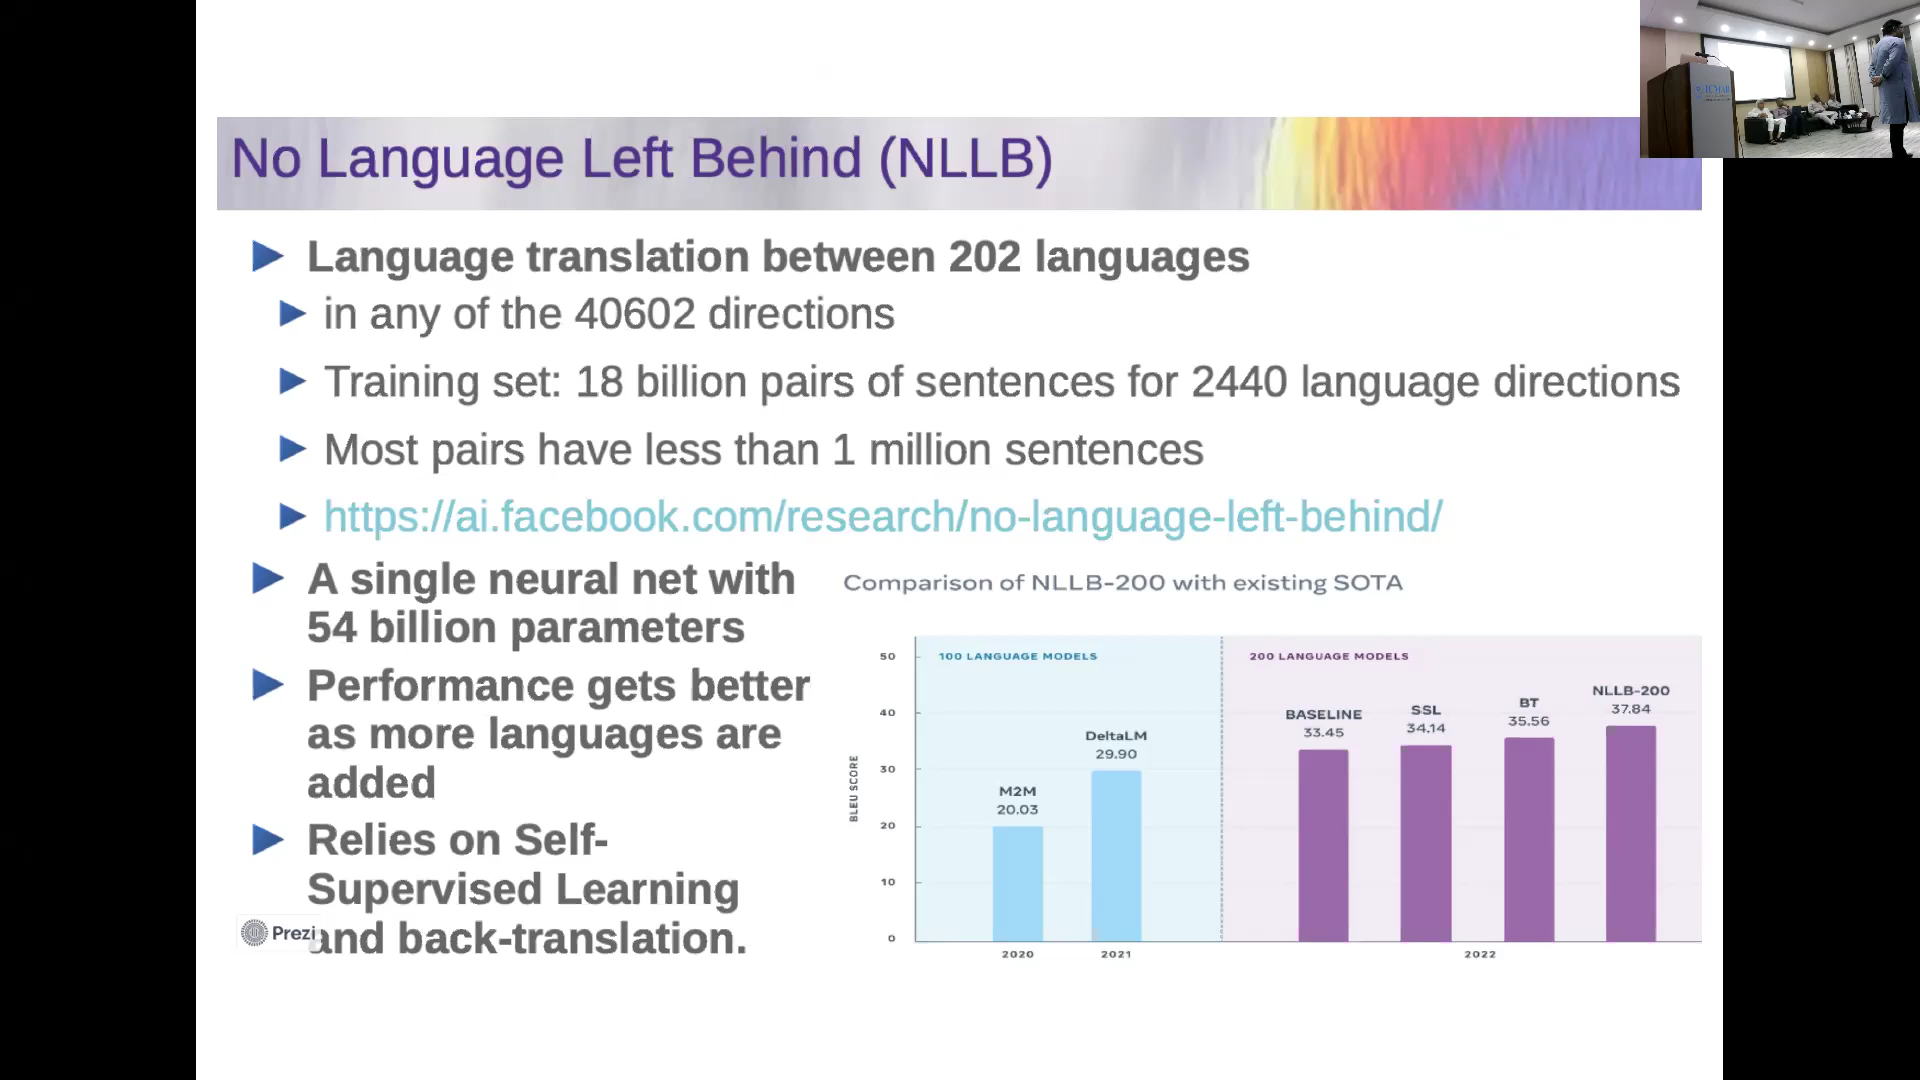 No Language Left Behind (NLLB)
Language translation between 202 languages
in any of the 40602 directions
Training set: 18 billion pairs of sentences for 2440 language directions
Most pairs have less than 1 million sentences
https://ai.facebook.com/research/no-language-left-behind/
A single neural net with
54 billion parameters
Performance gets better
as more languages are
added
Relies on Self-
Supervised Learning
and back-translation.
Prezi
Comparison of NLLB-200 with existing SOTA
BLEU SCORE
50
40
30
20
10
0
100 LANGUAGE MODELS
M2M
20.03
DeltaLM
29.90
2020
2021
200 LANGUAGE MODELS
BASELINE
33.45
SSL
34.14
BT
35.56
NLLB-200
37.84
2022